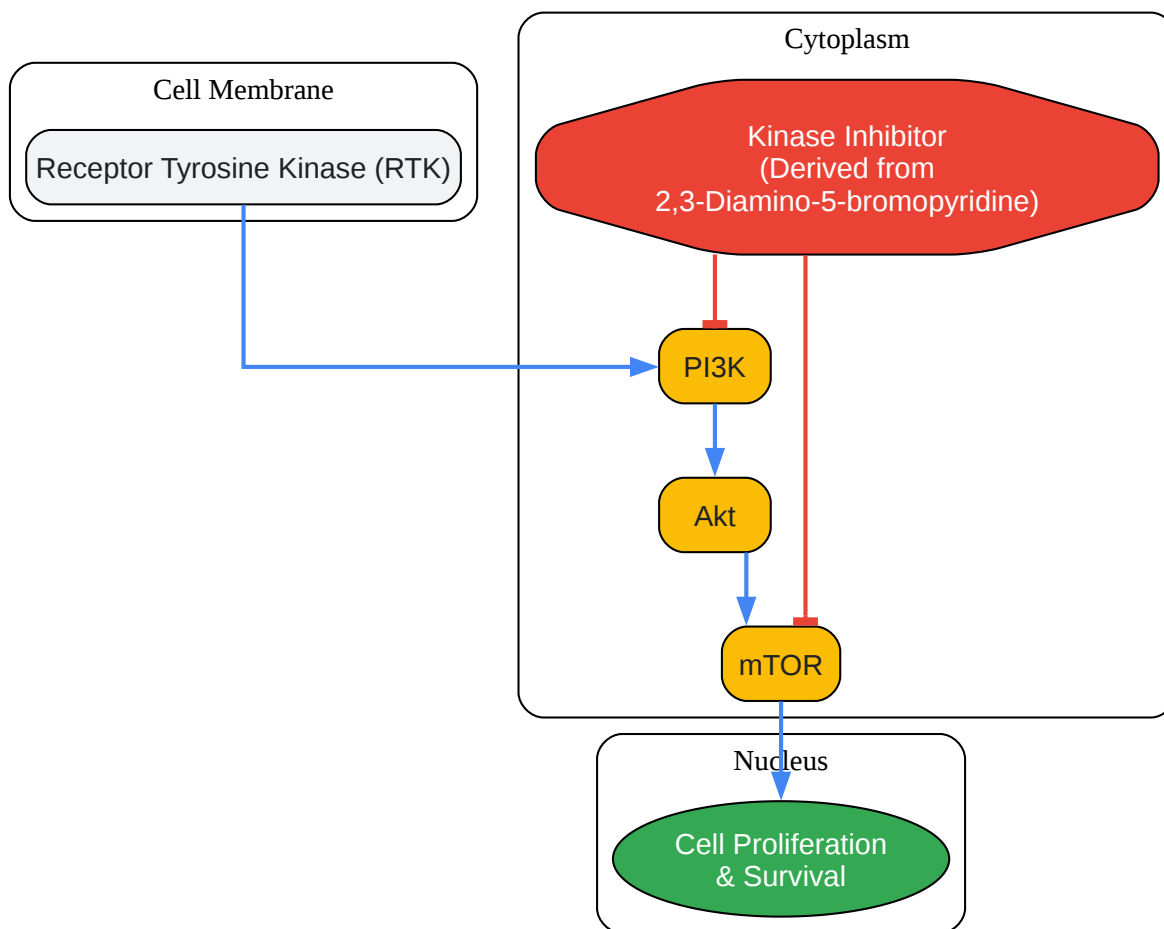 Cytoplasm
Cell Membrane
Kinase Inhibitor
(Derived from
2,3-Diamino-5-bromopyridine)
Receptor Tyrosine Kinase (RTK)
PI3K
Akt
mTOR
Nucleus
Cell Proliferation
& Survival